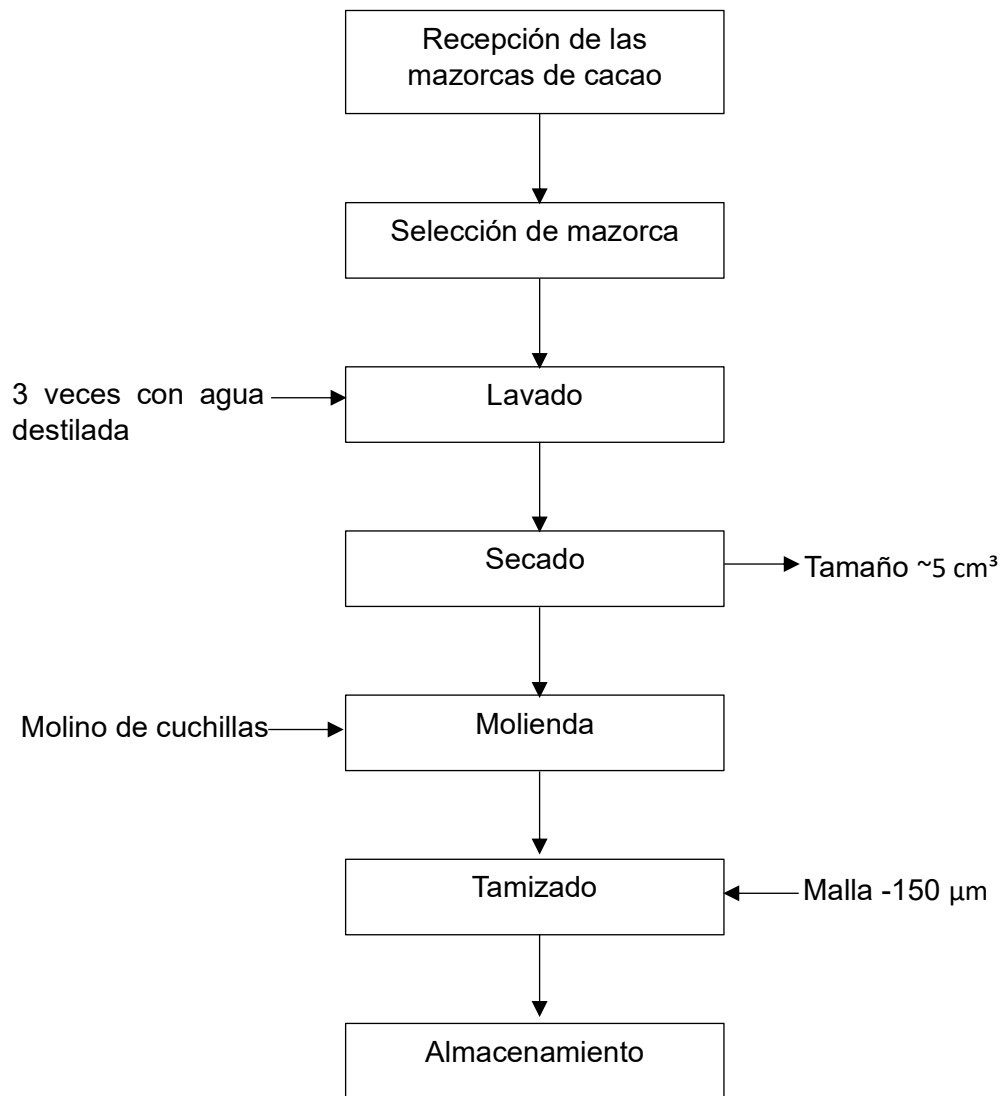 Recepción de las
mazorcas de cacao
Selección de mazorca
3 veces con agua
destilada
Lavado
Secado
Tamaño ~5 cm³
Molino de cuchillas
Molienda
Tamizado
Malla -150 µm
Almacenamiento